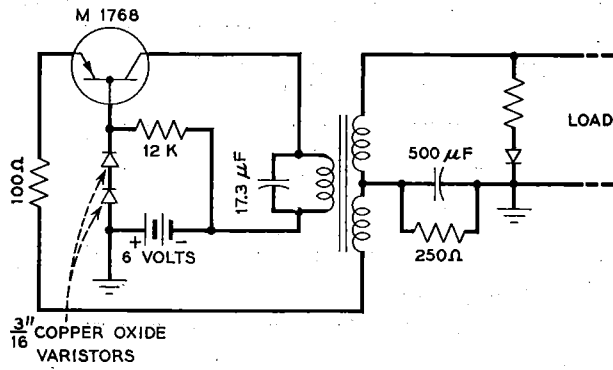 M 1768
LOAD
12 K
500 μF
17.3 μF
100Ω
+ -
6 VOLTS
250Ω
3/16" COPPER OXIDE
VARISTORS